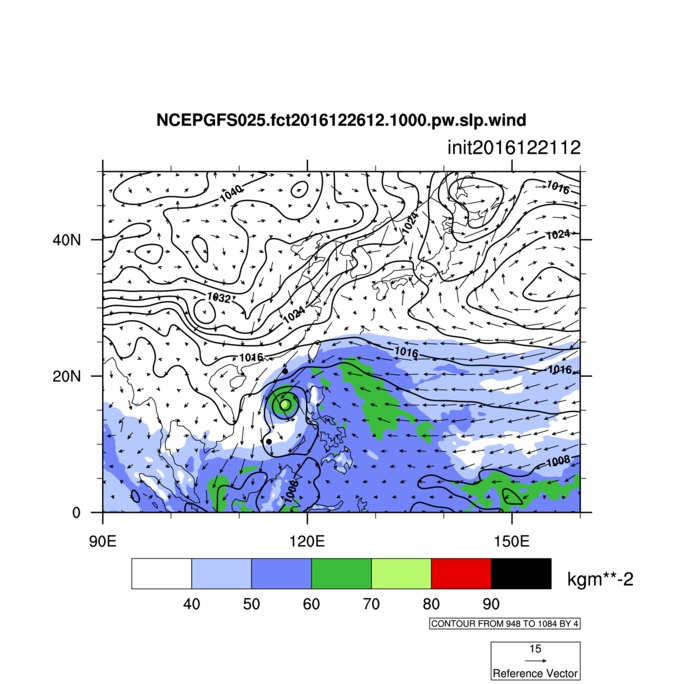 NCEPGFS025.fct2016122612.1000.pw.slp.wind
init2016122112
1040
1016
1024
1024
40N
1032
1024
1016
1016
1016
20N
1008
1008
0
90E 120E 150E
40 50 60 70 80 90
kgm**-2
CONTOUR FROM 948 TO 1084 BY 4
15
Reference Vector